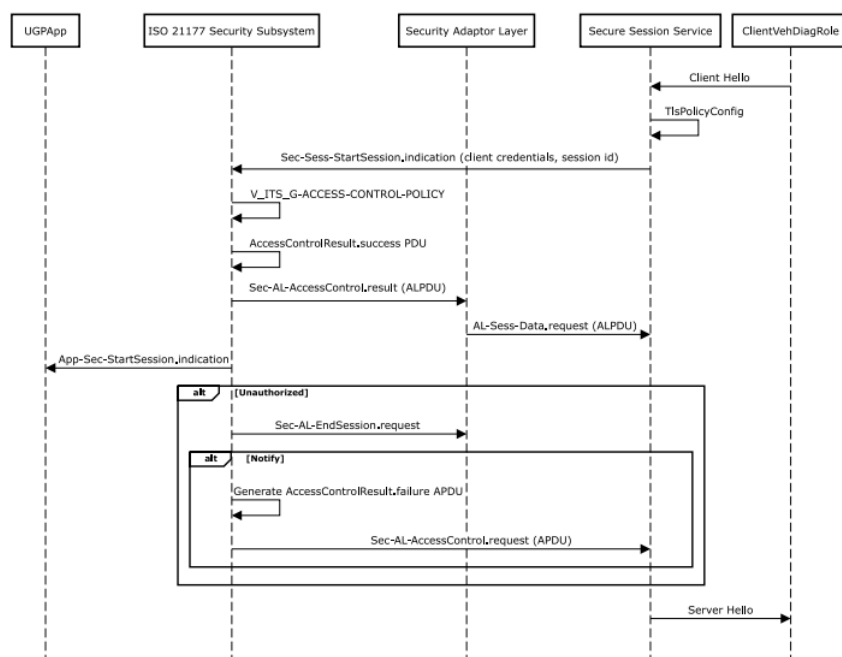 UGPApp
ISO 21177 Security Subsystem
Security Adaptor Layer
Secure Session Service
ClientVehDiagRole
Client Hello
TlsPolicyConfig
Sec-Sess-StartSession.indication (client credentials, session id)
V_ITS_G-ACCESS-CONTROL-POLICY
AccessControlResult.success PDU
Sec-AL-AccessControl.result (ALPDU)
AL-Sess-Data.request (ALPDU)
App-Sec-StartSession.indication
alt [Unauthorized]
Sec-AL-EndSession.request
alt [Notify]
Generate AccessControlResult.failure APDU
Sec-AL-AccessControl.request (APDU)
Server Hello